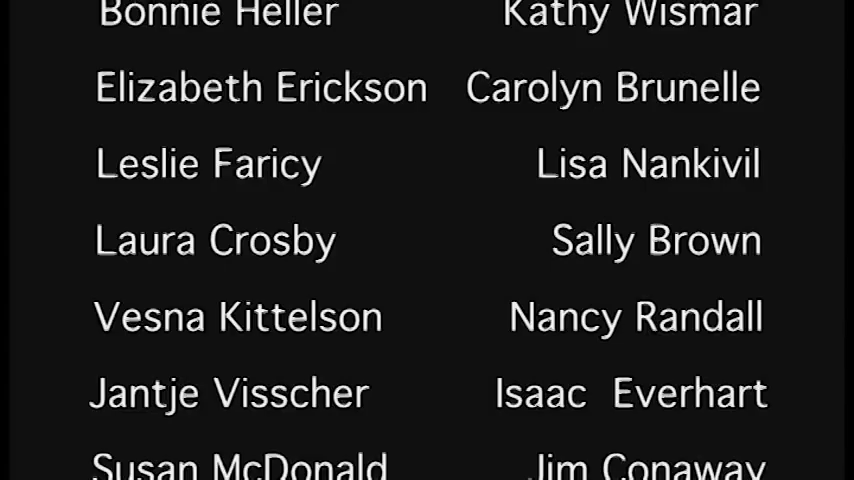 Bonnie Heller Kathy Wismar
Elizabeth Erickson Carolyn Brunelle
Leslie Faricy Lisa Nankivil
Laura Crosby Sally Brown
Vesna Kittelson Nancy Randall
Jantje Visscher Isaac Everhart
Susan McDonald Jim Conaway